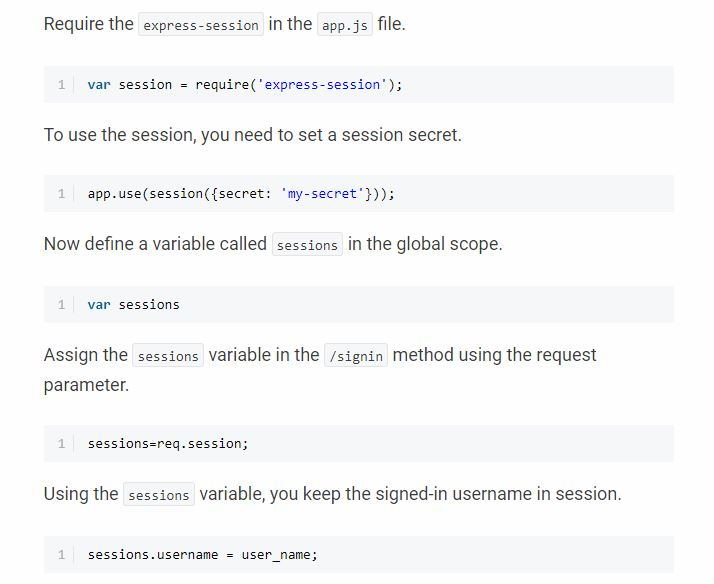 Require the express-session in the app.js file.
1 var session = require('express-session');
To use the session, you need to set a session secret.
1 app.use(session({secret: 'my-secret'}));
Now define a variable called sessions in the global scope.
1 var sessions
Assign the sessions variable in the /signin method using the request
parameter.
1 sessions=req.session;
Using the sessions variable, you keep the signed-in username in session.
1 sessions.username = user_name;